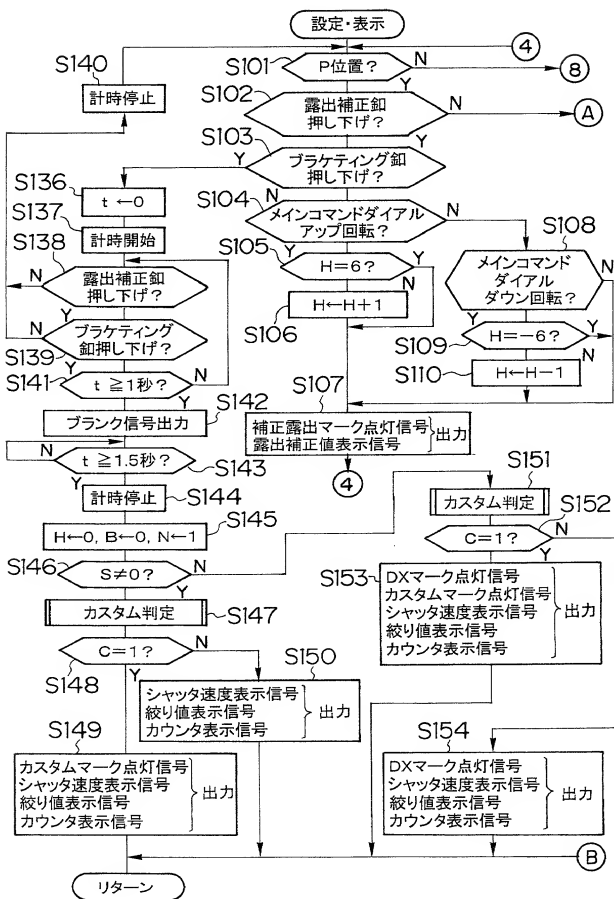 設定・表示
④
S140
S101
P位置？
N
⑧
計時停止
S102
Y
露出補正釦
押し下げ？
N
Ⓐ
S103
Y
Y
ブラケティング釦
押し下げ？
S136
t ←0
N
S104
メインコマンドダイアル
アップ回転？
N
S137
計時開始
S105
Y
S108
S138
Y
H=6？
メインコマンド
ダイアル
ダウン回転？
N
N
露出補正釦
押し下げ？
N
H←H+1
S106
Y
Y
N
ブラケティング
釦押し下げ？
S109
H=-6？
Y
S139
Y
N
S141
t ≧1秒？
N
S110
H←H-1
S107
Y
S142
ブランク信号出力
補正露出マーク点灯信号
露出補正値表示信号
出力
N
t ≧1.5秒？
S143
④
S151
Y
計時停止
S144
カスタム判定
S152
H←0, B←0, N←1
S145
C=1？
N
S146
S≠0？
N
S153
Y
DXマーク点灯信号
カスタムマーク点灯信号
シャッタ速度表示信号
絞り値表示信号
カウンタ表示信号
出力
Y
カスタム判定
S147
C=1？
N
S150
S148
Y
シャッタ速度表示信号
絞り値表示信号
カウンタ表示信号
出力
S149
S154
カスタムマーク点灯信号
シャッタ速度表示信号
絞り値表示信号
カウンタ表示信号
出力
DXマーク点灯信号
シャッタ速度表示信号
絞り値表示信号
カウンタ表示信号
出力
Ⓑ
リターン